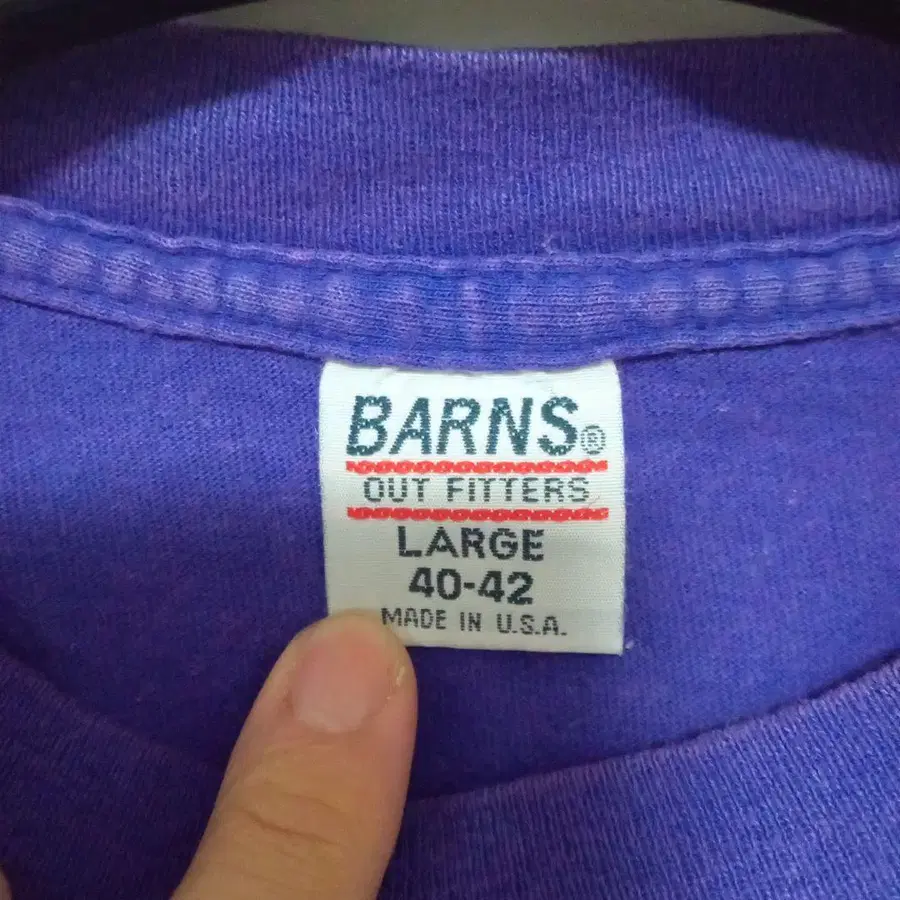 BARNS®
OUT FITTERS
LARGE
40-42
MADE IN U.S.A.